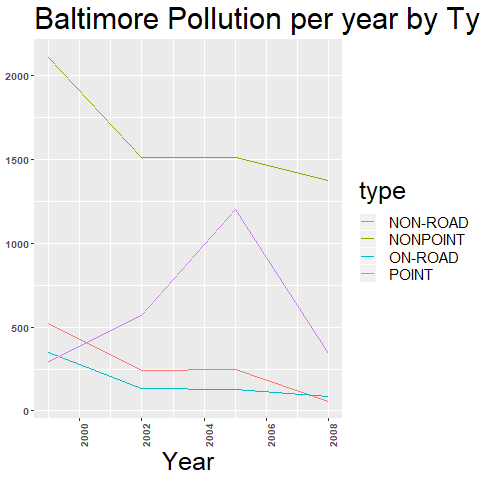 Baltimore Pollution per year by Ty
2000
1500
1000
500
0
2000
2002
2004
2006
2008
Year
type
NON-ROAD
NONPOINT
ON-ROAD
POINT